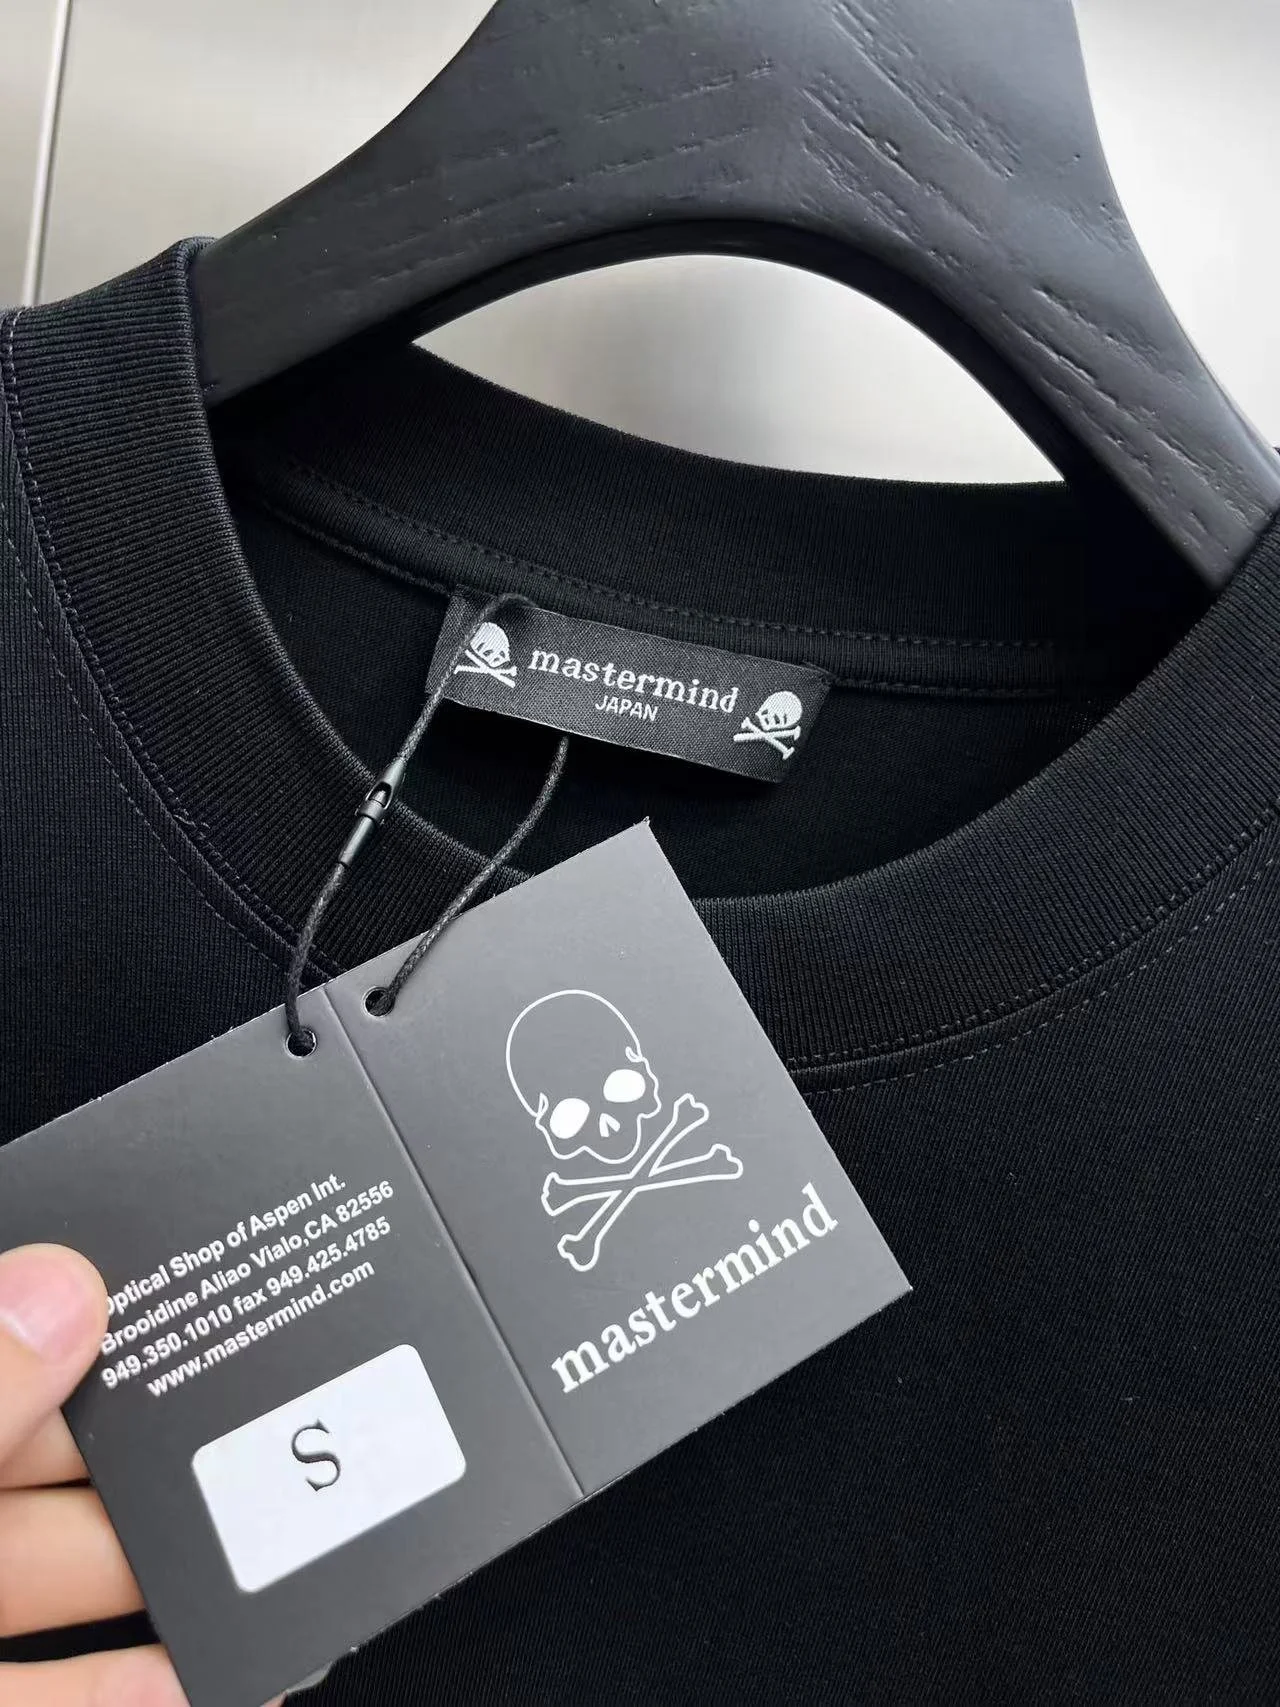 mastermind
JAPAN
Optical Shop of Aspen Int.
Brooidine Aliao Vialo,CA 82556
949.350.1010 fax 949.425.4785
www.mastermind.com
S
mastermind